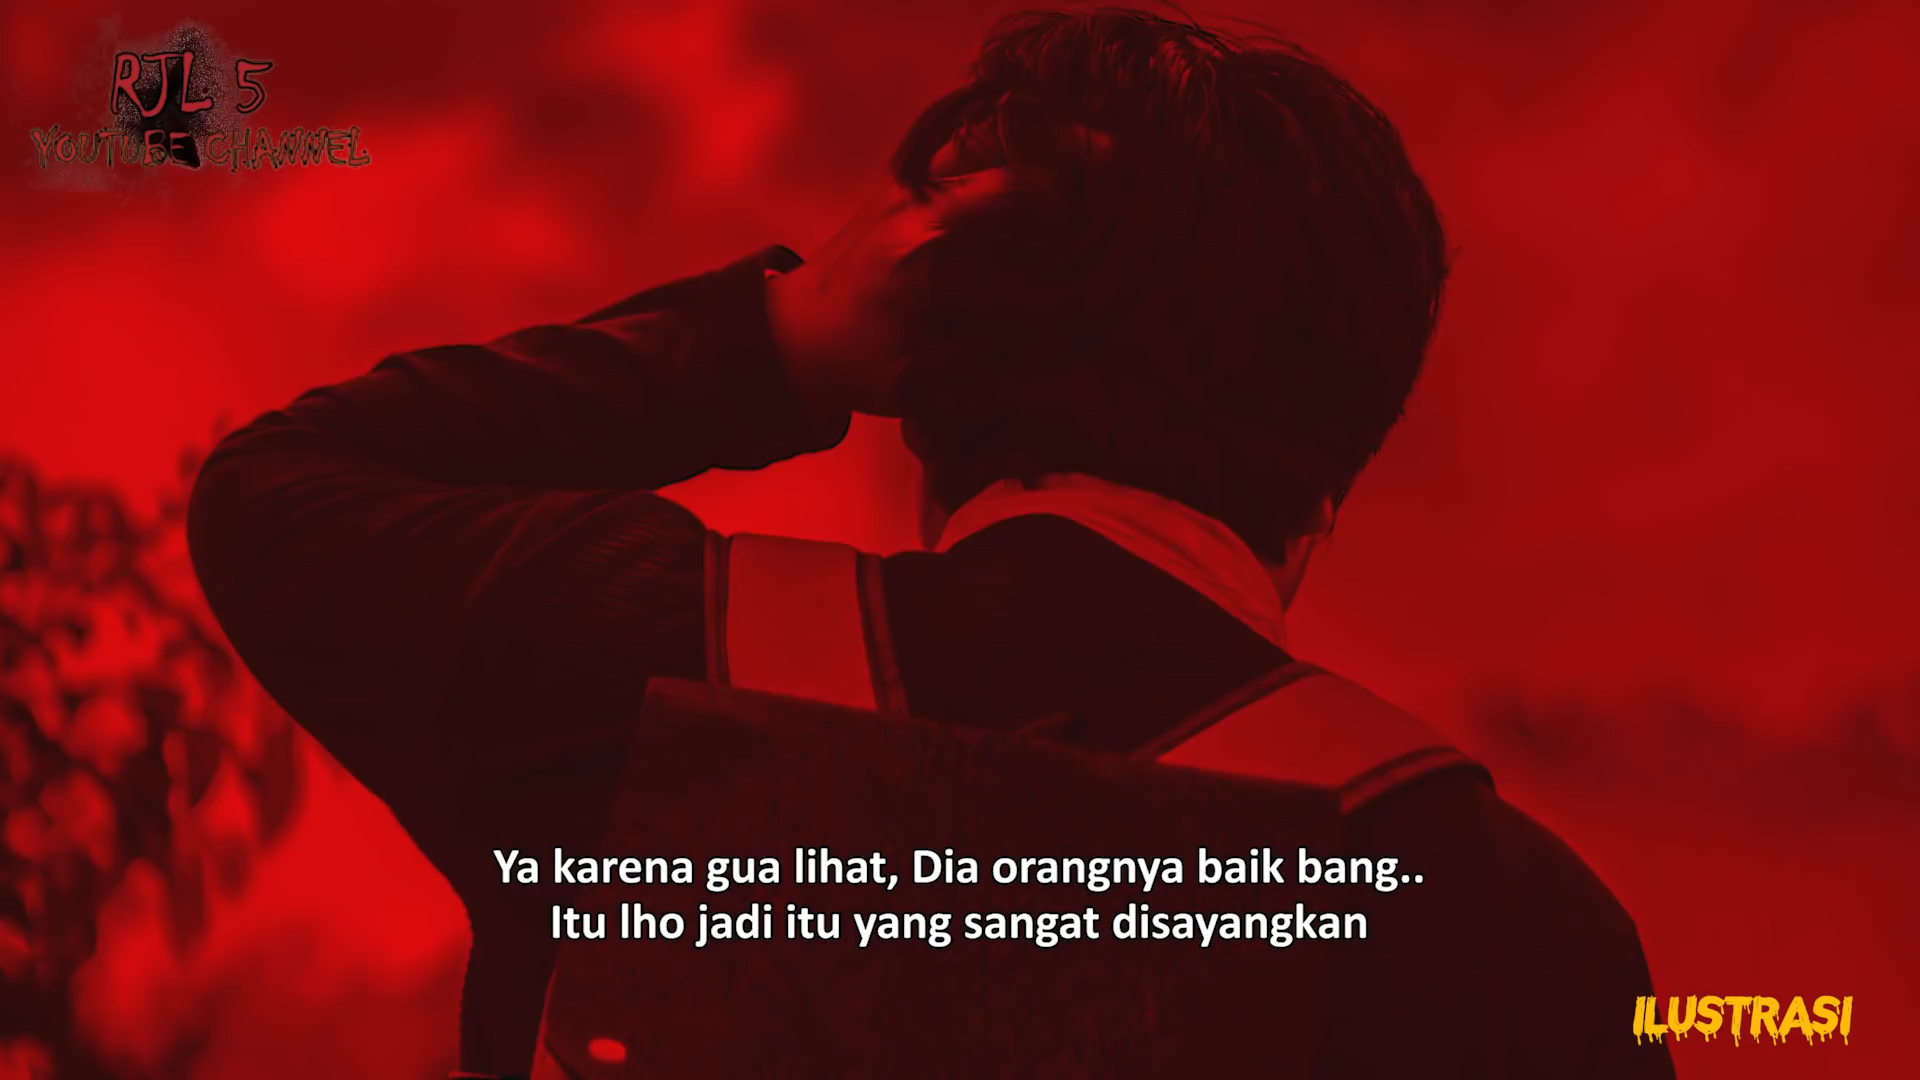 RJL 5
YOUTUBE CHANNEL
Ya karena gua lihat, Dia orangnya baik bang..
Itu lho jadi itu yang sangat disayangkan
ILUSTRASI